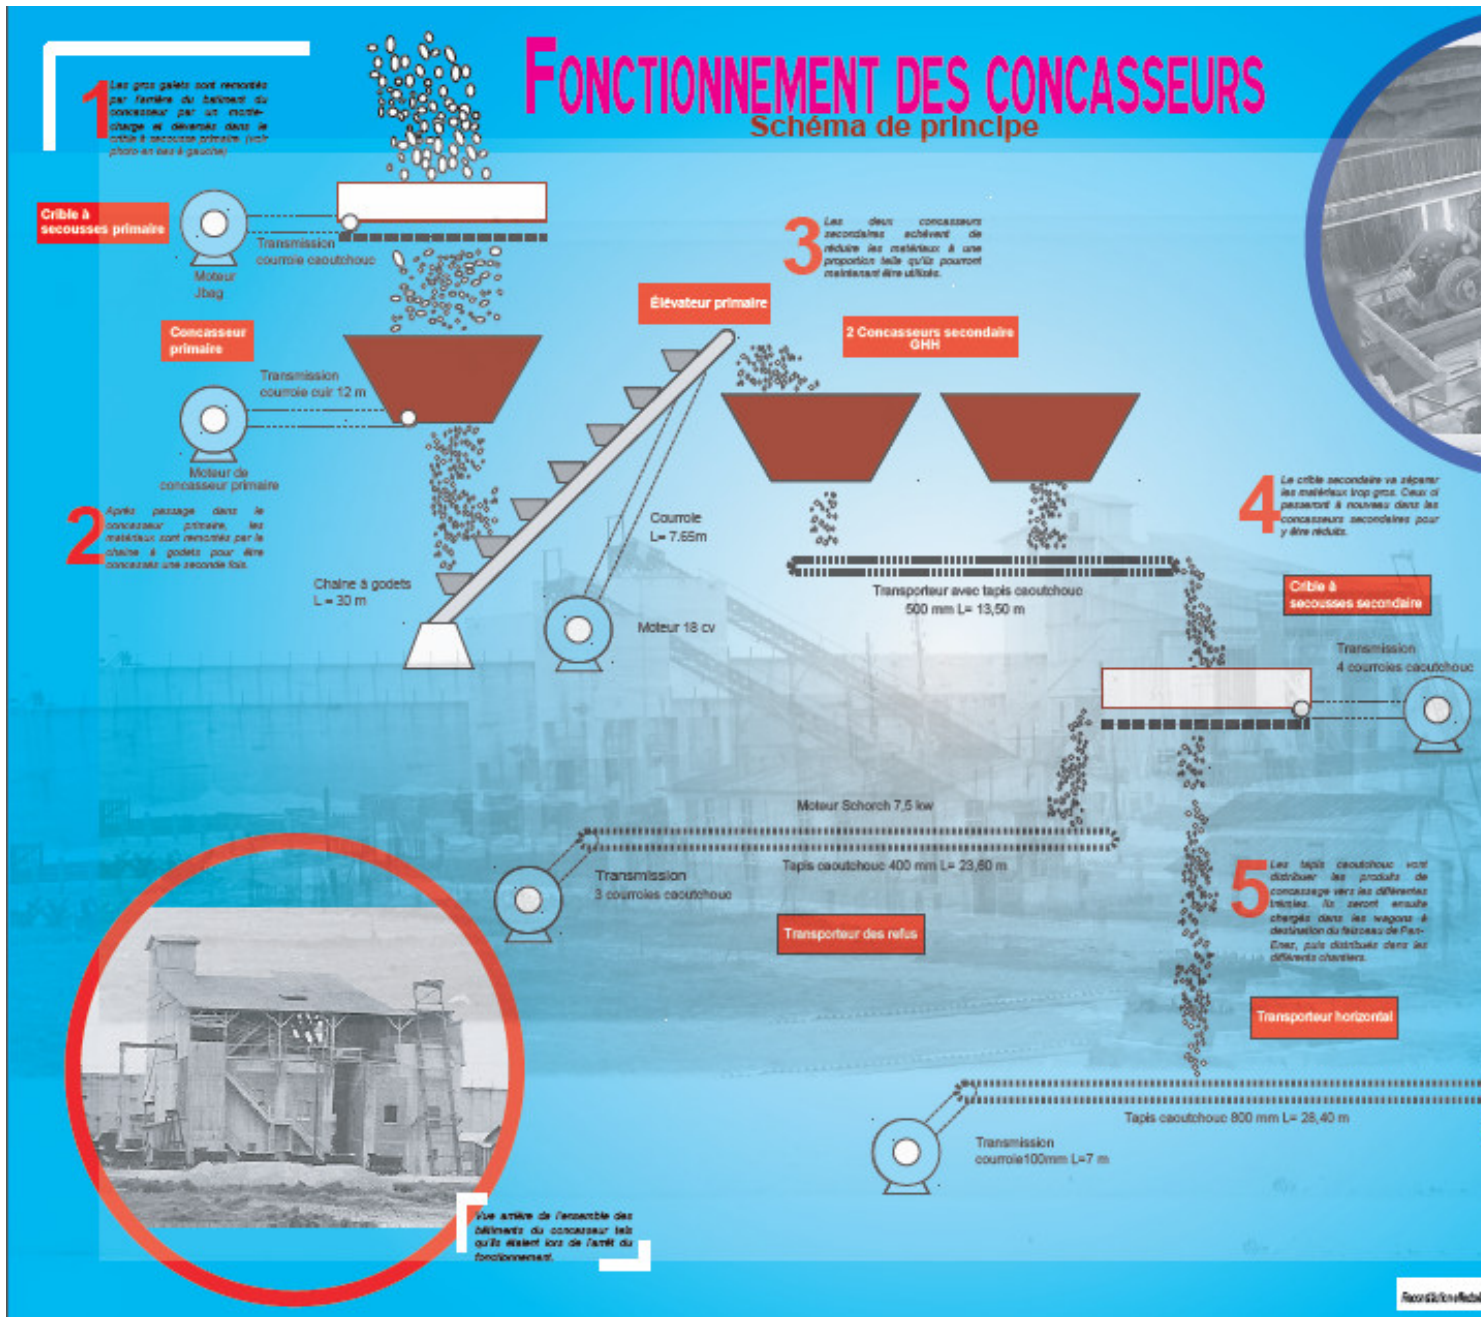 FONCTIONNEMENT DES CONCASSEURS
Schéma de principe
1
Les gros galets sont remontés
par l'arrière du batiment du
concasseur par un monte-
charge et déversés dans le
crible à secousse primaire. (voir
photo en bas à gauche)
Crible à
secousses primaire
Transmission
courroie caoutchouc
Moteur
Jbag
Concasseur
primaire
Transmission
courroie cuir 12 m
Moteur de
concasseur primaire
2
Après passage dans le
concasseur primaire, les
matériaux sont remontés par la
chaine à godets pour être
concassés une seconde fois.
Chaîne à godets
L = 30 m
Élévateur primaire
Courroie
L= 7.65m
Moteur 18 cv
3
Les deux concasseurs
secondaires achèvent de
réduire les matériaux à une
proportion telle qu'ils pourront
maintenant être utilisés.
2 Concasseurs secondaire
GHH
Transporteur avec tapis caoutchouc
500 mm L= 13,50 m
4
Le crible secondaire va séparer
les matériaux trop gros. Ceux ci
passeront à nouveau dans les
concasseurs secondaires pour
y être réduits.
Crible à
secousses secondaire
Transmission
4 courroies caoutchouc
Moteur Schorch 7,5 kw
Tapis caoutchouc 400 mm L= 23,60 m
Transmission
3 courroies caoutchouc
Transporteur des refus
5
Les tapis caoutchouc vont
distribuer les produits de
concassage vers les différentes
trémies. Ils seront ensuite
chargés dans les wagons à
destination du faisceau de Pen-
Enez, puis distribués dans les
différents chantiers.
Transporteur horizontal
Tapis caoutchouc 800 mm L= 28,40 m
Transmission
courroie100mm L=7 m
Vue arrière de l'ensemble des
bâtiments du concasseur tels
qu'ils étaient lors de l'arrêt du
fonctionnement.